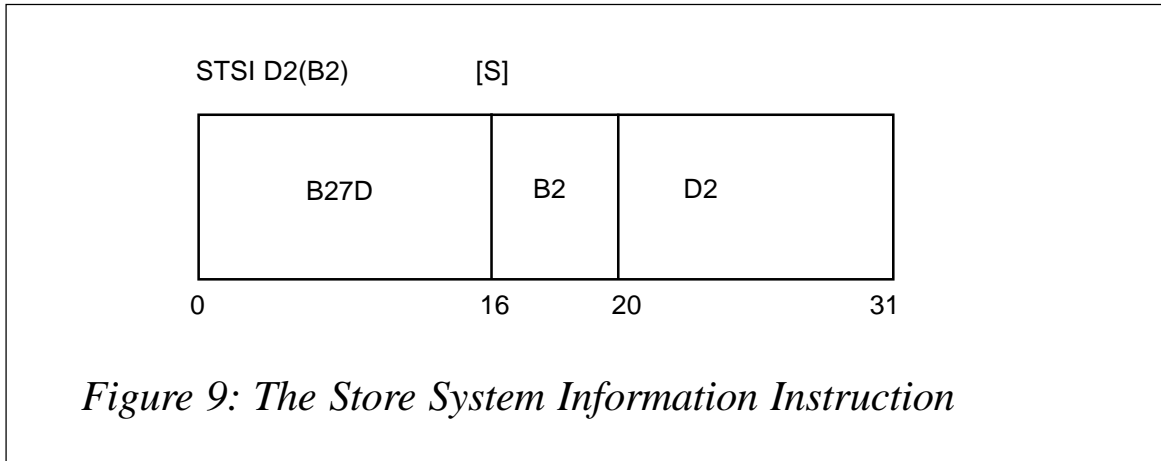 STSI D2(B2) [S]
B27D B2 D2
0 16 20 31
Figure 9: The Store System Information Instruction